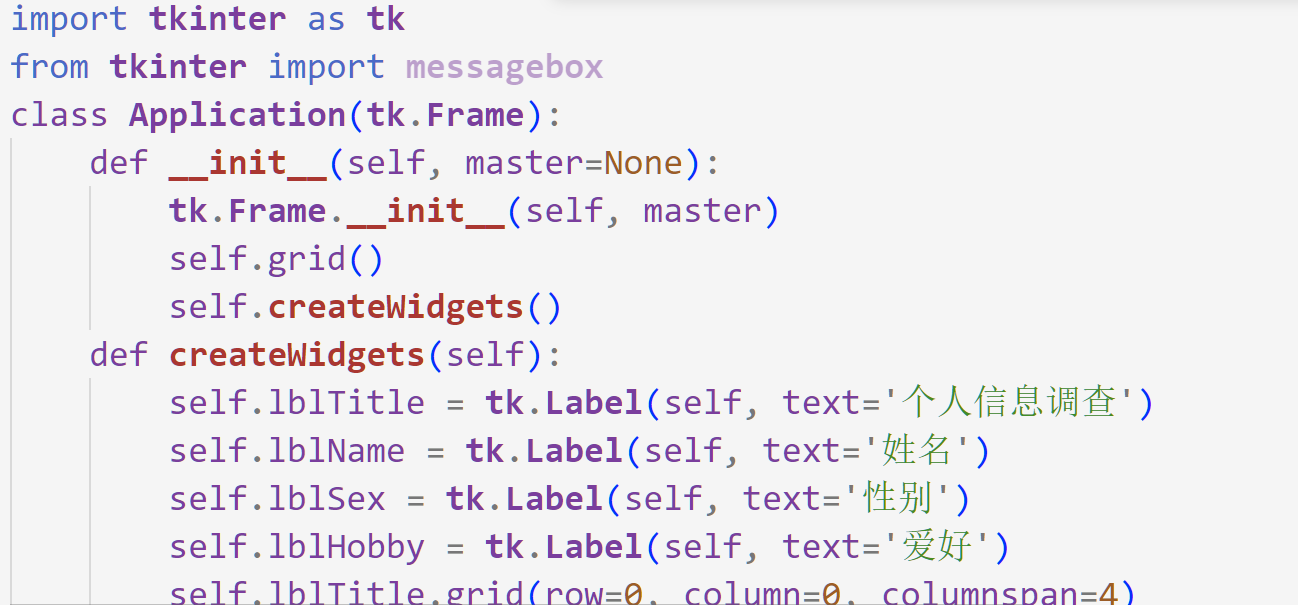 import tkinter as tk
from tkinter import messagebox
class Application(tk.Frame):
    def __init__(self, master=None):
        tk.Frame.__init__(self, master)
        self.grid()
        self.createWidgets()
    def createWidgets(self):
        self.lblTitle = tk.Label(self, text='个人信息调查')
        self.lblName = tk.Label(self, text='姓名')
        self.lblSex = tk.Label(self, text='性别')
        self.lblHobby = tk.Label(self, text='爱好')
        self.lblTitle.grid(row=0, column=0, columnspan=4)